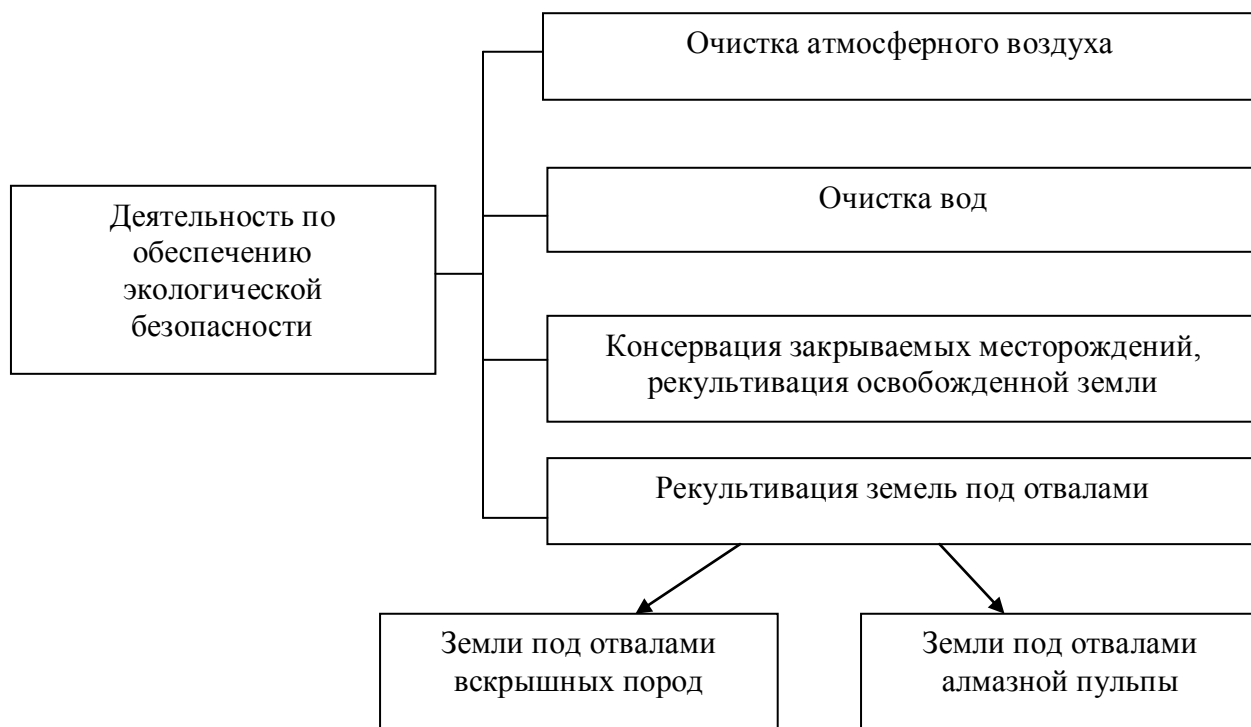 Очистка атмосферного воздуха
Очистка вод
Деятельность по
обеспечению
экологической
безопасности
Консервация закрываемых месторождений,
рекультивация освобожденной земли
Рекультивация земель под отвалами
Земли под отвалами
вскрышных пород
Земли под отвалами
алмазной пульпы